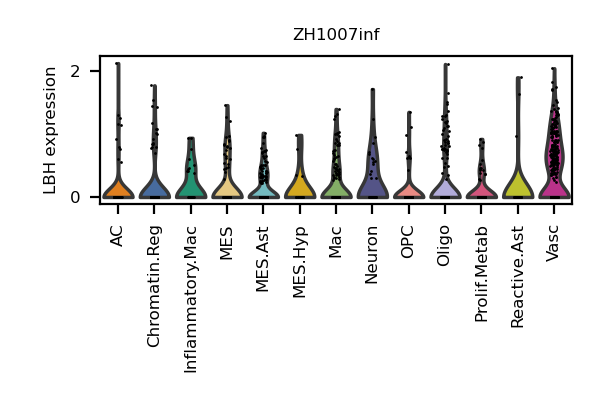 ZH1007inf
LBH expression
2
0
AC
Chromatin.Reg
Inflammatory.Mac
MES
MES.Ast
MES.Hyp
Mac
Neuron
OPC
Oligo
Prolif.Metab
Reactive.Ast
Vasc